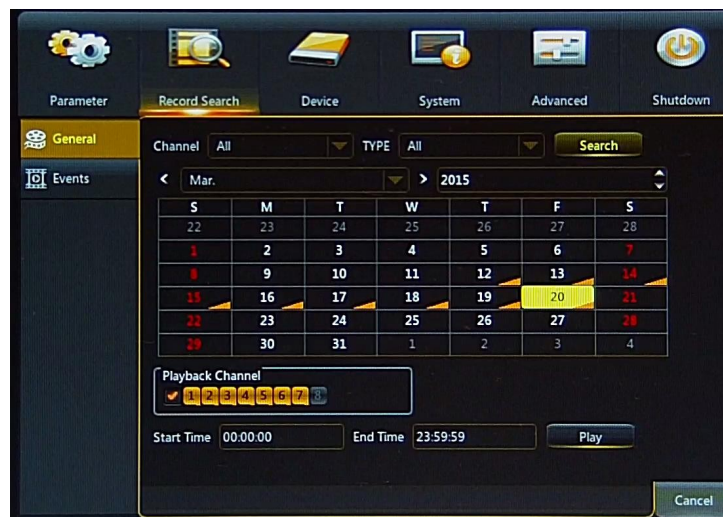 Parameter Record Search Device System Advanced Shutdown
General
Events
Channel All TYPE All Search
< Mar. > 2015
S M T W T F S
22 23 24 25 26 27 28
1 2 3 4 5 6 7
8 9 10 11 12 13 14
15 16 17 18 19 20 21
22 23 24 25 26 27 28
29 30 31 1 2 3 4
Playback Channel
1 2 3 4 5 6 7 8
Start Time 00:00:00 End Time 23:59:59 Play
Cancel